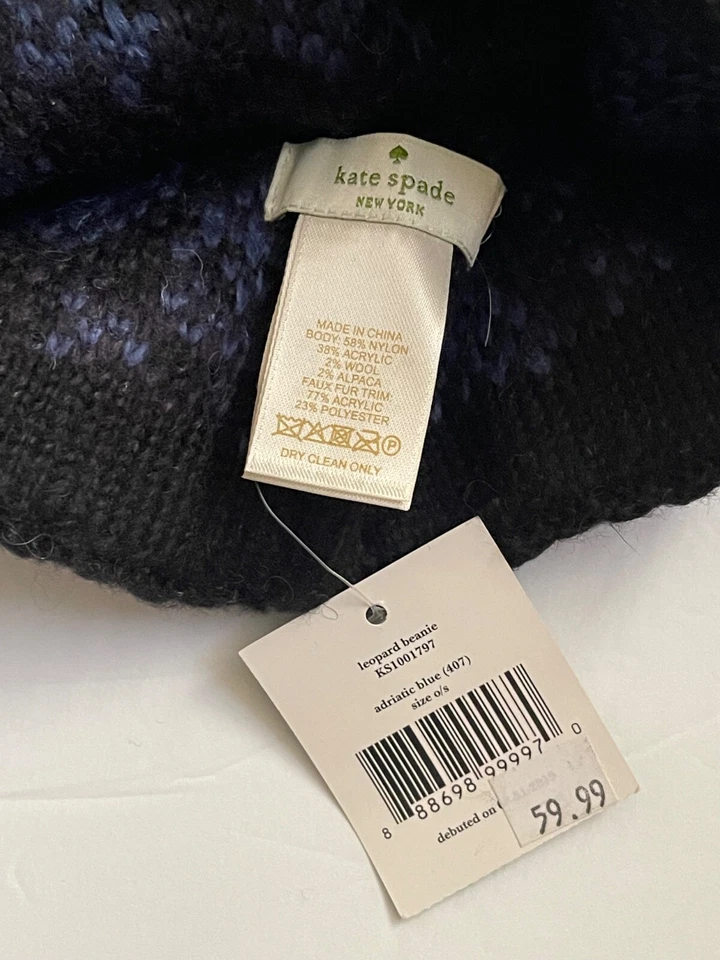 kate spade
NEW YORK
MADE IN CHINA
BODY: 58% NYLON
38% ACRYLIC
2% WOOL
2% ALPACA
FAUX FUR TRIM:
77% ACRYLIC
23% POLYESTER
P
DRY CLEAN ONLY
leopard beanie
KS1001797
adriatic blue (407)
size o/s
8 88698 99997 0
debuted on
59.99